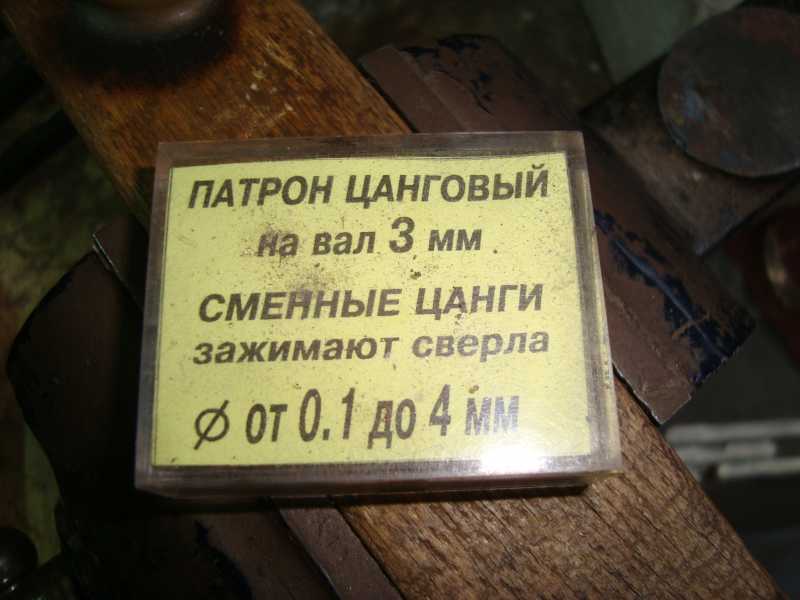 ПАТРОН ЦАНГОВЫЙ
на вал 3 мм
СМЕННЫЕ ЦАНГИ
зажимают сверла
⌀ от 0.1 до 4 мм